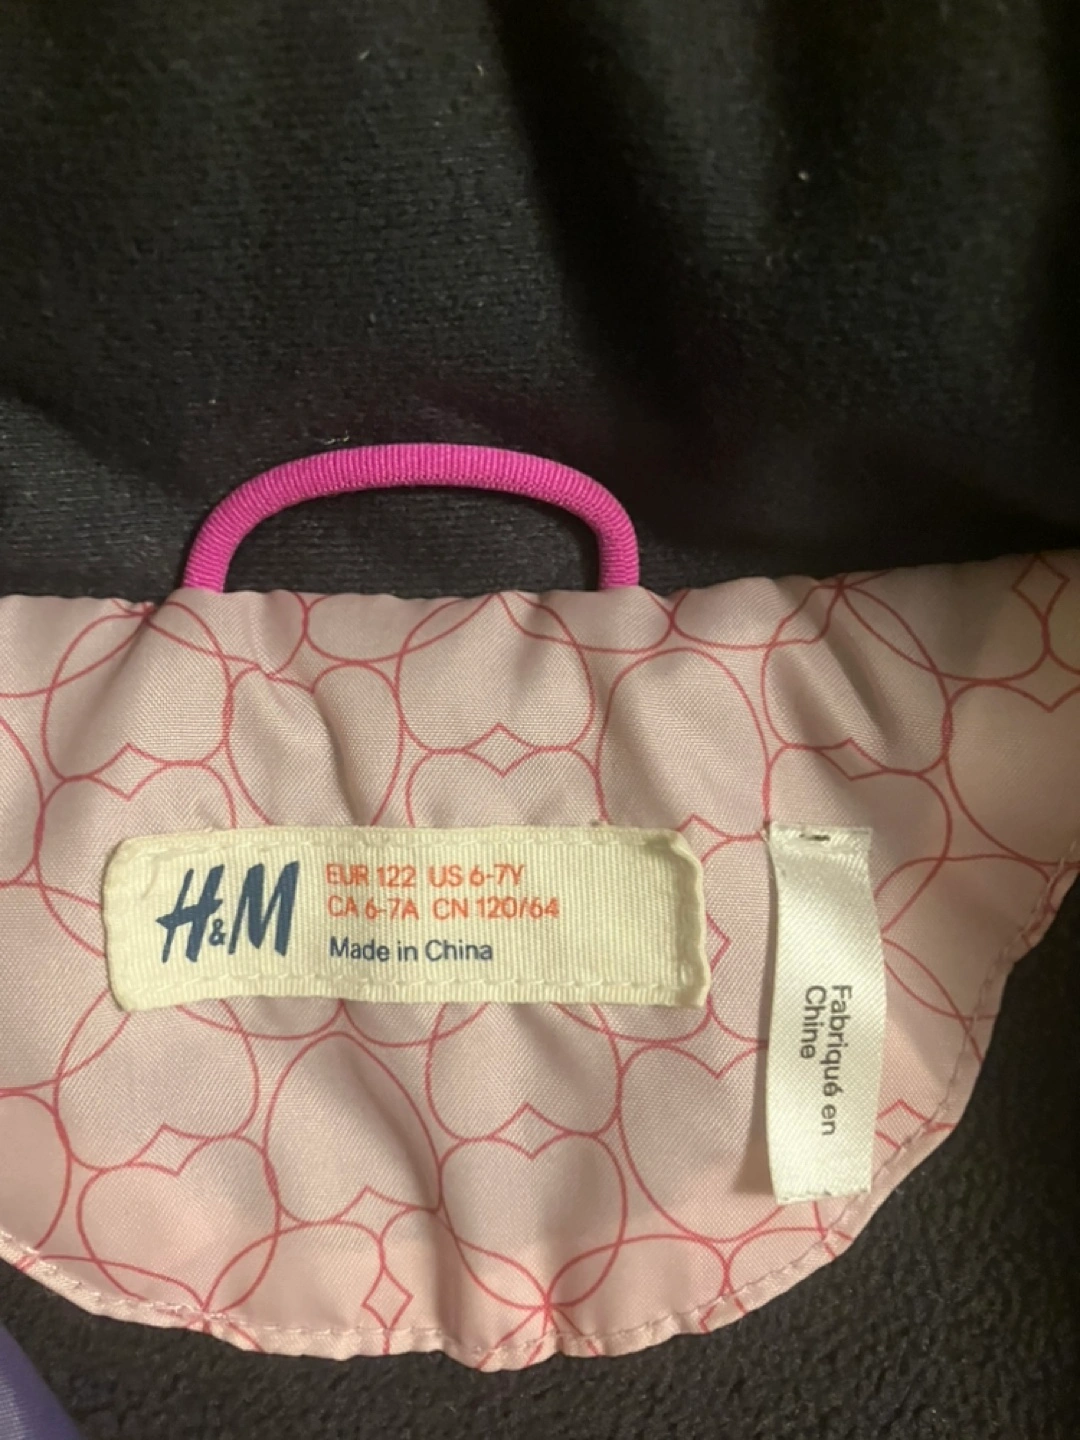 H&M
EUR 122 US 6-7Y
CA 6-7A CN 120/64
Made in China
Fabriqué en
Chine